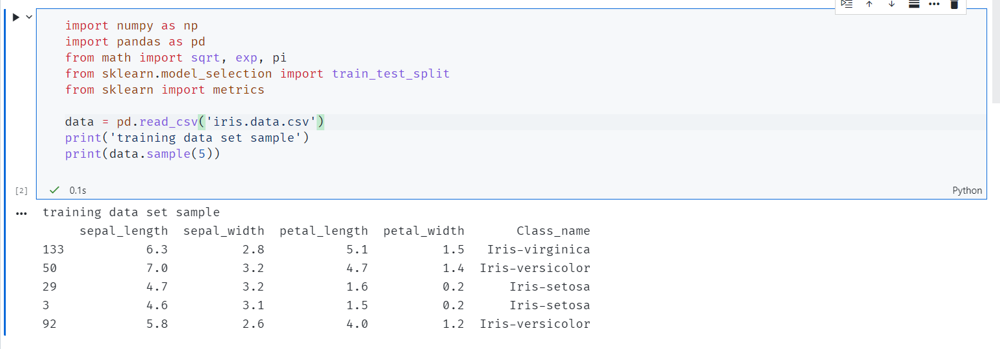 import numpy as np
import pandas as pd
from math import sqrt, exp, pi
from sklearn.model_selection import train_test_split
from sklearn import metrics
data = pd.read_csv('iris.data.csv')
print('training data set sample')
print(data.sample(5))
[2] 0.1s Python
training data set sample
sepal_length sepal_width petal_length petal_width Class_name
133 6.3 2.8 5.1 1.5 Iris-virginica
50 7.0 3.2 4.7 1.4 Iris-versicolor
29 4.7 3.2 1.6 0.2 Iris-setosa
3 4.6 3.1 1.5 0.2 Iris-setosa
92 5.8 2.6 4.0 1.2 Iris-versicolor